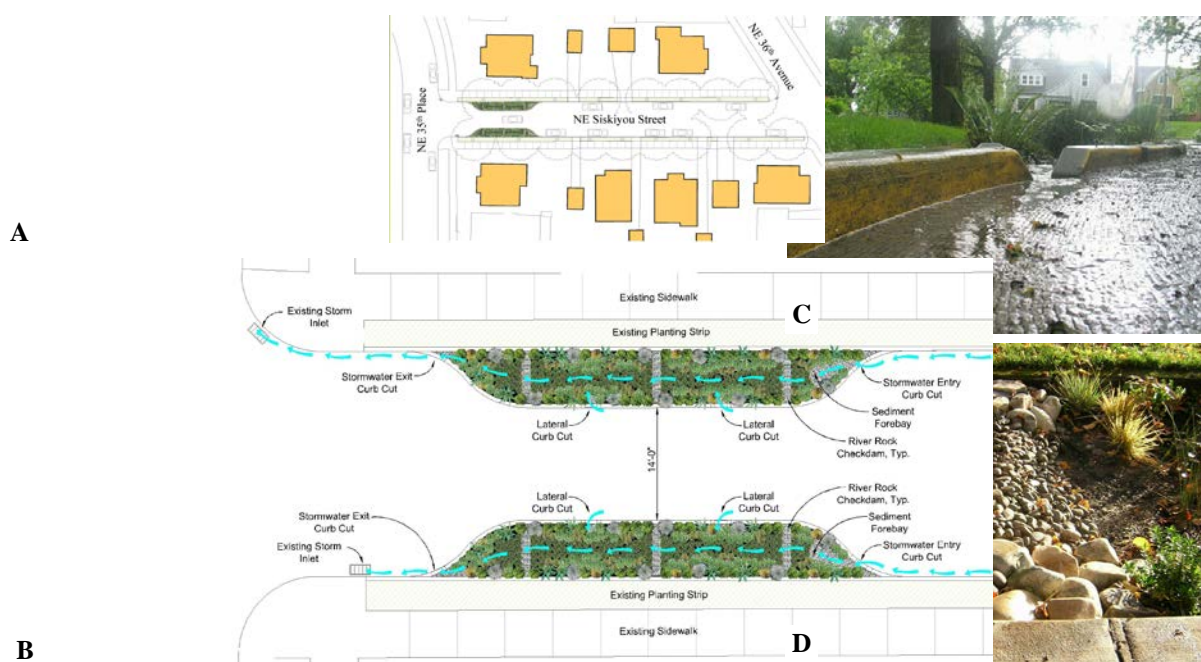 NE 36th Avenue
NE 35th Place
NE Siskiyou Street
A
Existing Sidewalk
Existing Storm
Inlet
C
Existing Planting Strip
Stormwater Exit
Curb Cut
Stormwater Entry
Curb Cut
Lateral
Curb Cut
Lateral
Curb Cut
Sediment
Forebay
River Rock
Checkdam, Typ.
14'-0"
Lateral
Curb Cut
Lateral
Curb Cut
River Rock
Checkdam, Typ.
Stormwater Exit
Curb Cut
Sediment
Forebay
Existing Storm
Inlet
Stormwater Entry
Curb Cut
Existing Planting Strip
Existing Sidewalk
B
D